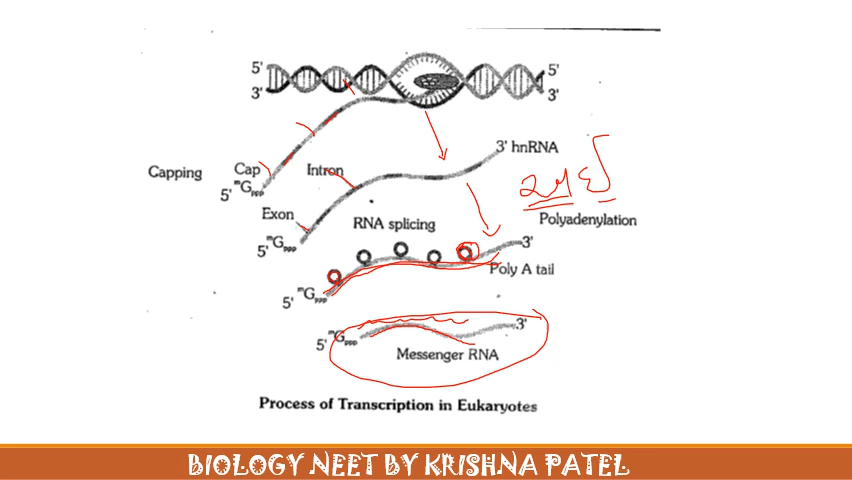 5' 5'
3' 3'
3' hnRNA
Capping Cap Intron
5' mGppp
Exon Polyadenylation
RNA splicing
5' mGppp 3'
Poly A tail
5' mGppp 3'
5' mGppp
Messenger RNA
Process of Transcription in Eukaryotes
BIOLOGY NEET BY KRISHNA PATEL